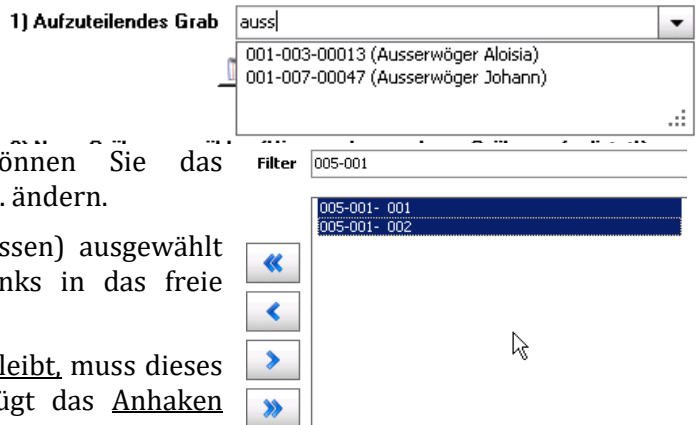 1) Aufzuteilendes Grab auss
001-003-00013 (Ausserwöger Aloisia)
001-007-00047 (Ausserwöger Johann)
önnen Sie das
. ändern.
ssen) ausgewählt
nks in das freie
leibt, muss dieses
ügt das Anhaken
Filter 005-001
005-001- 001
005-001- 002